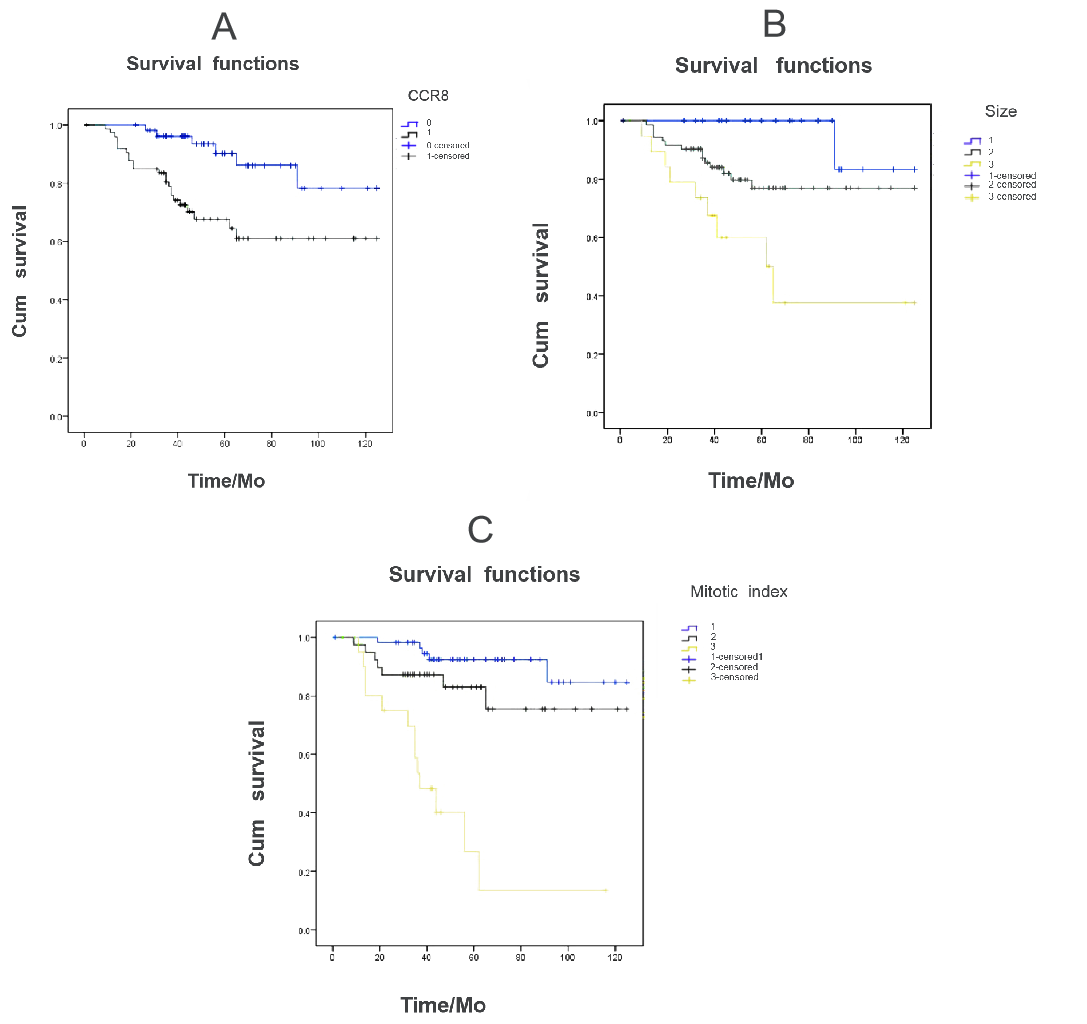 A
Survival functions
CCR8
0
1
0-censored
1-censored
1.0
0.8
0.6
0.4
0.2
0.0
0 20 40 60 80 100 120
Cum survival
Time/Mo
B
Survival functions
Size
1
2
3
1-censored
2-censored
3-censored
1.0
0.8
0.6
0.4
0.2
0.0
0 20 40 60 80 100 120
Cum survival
Time/Mo
C
Survival functions
Mitotic index
1
2
3
1-censored1
2-censored
3-censored
1.0
0.8
0.6
0.4
0.2
0.0
0 20 40 60 80 100 120
Cum survival
Time/Mo